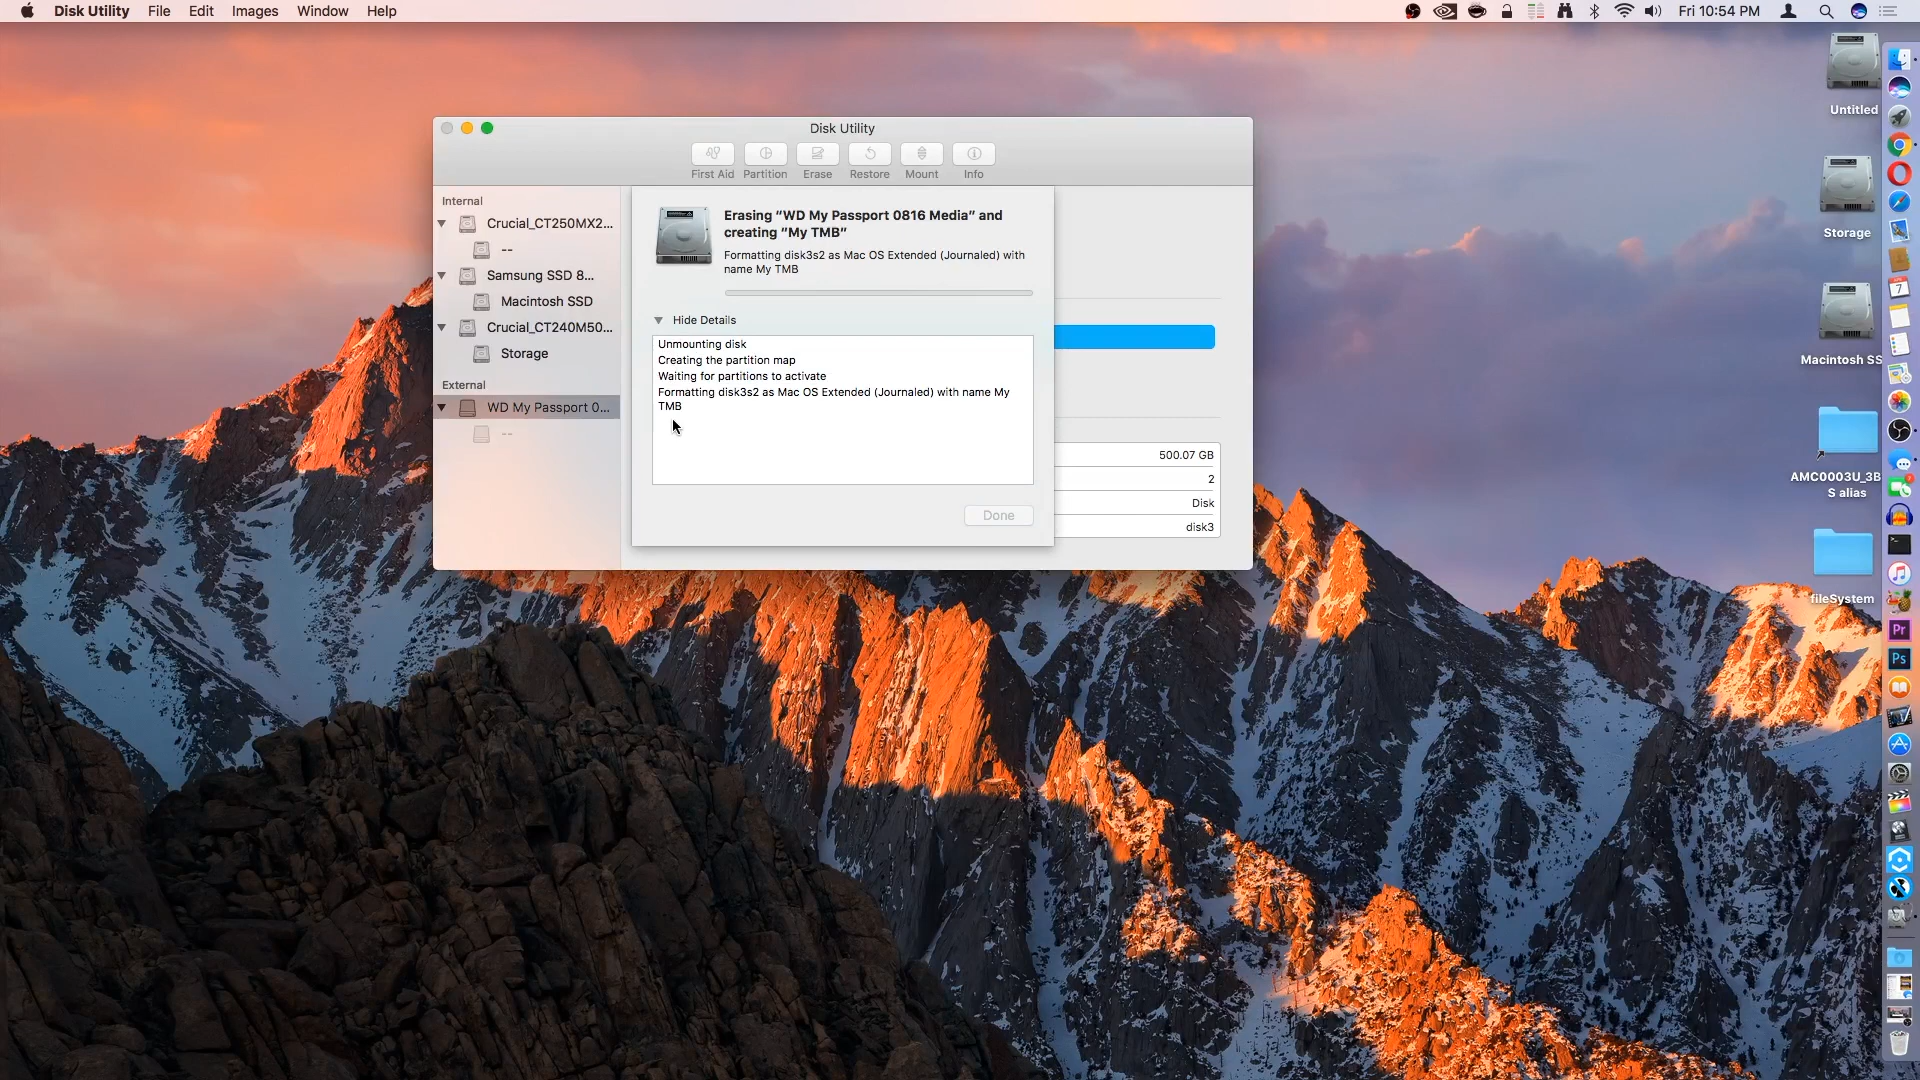 Disk Utility File Edit Images Window Help
Fri 10:54 PM
Disk Utility
First Aid Partition Erase Restore Mount Info
Internal
Crucial_CT250MX2...
--
Samsung SSD 8...
Macintosh SSD
Crucial_CT240M50...
Storage
External
WD My Passport 0...
--
Erasing “WD My Passport 0816 Media” and
creating “My TMB”
Formatting disk3s2 as Mac OS Extended (Journaled) with
name My TMB
Hide Details
Unmounting disk
Creating the partition map
Waiting for partitions to activate
Formatting disk3s2 as Mac OS Extended (Journaled) with name My
TMB
Done
500.07 GB
2
Disk
disk3
Untitled
Storage
Macintosh SS
AMC0003U_3B
S alias
fileSystem
7
Pr
Ps